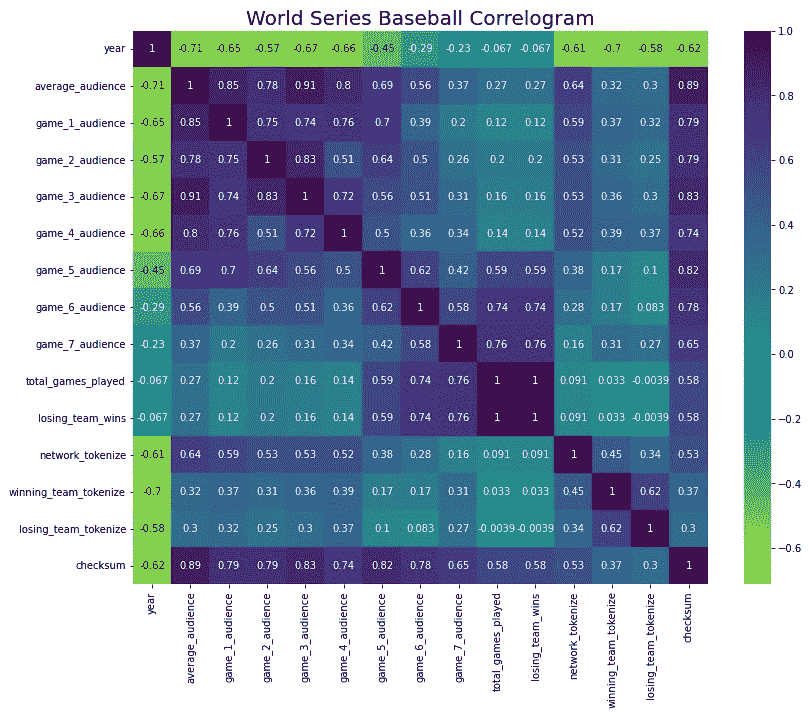 World Series Baseball Correlogram
year 1 -0.71 -0.65 -0.57 -0.67 -0.66 -0.45 -0.29 -0.23 -0.067 -0.067 -0.61 -0.7 -0.58 -0.62
average_audience -0.71 1 0.85 0.78 0.91 0.8 0.69 0.56 0.37 0.27 0.27 0.64 0.32 0.3 0.89
game_1_audience -0.65 0.85 1 0.75 0.74 0.76 0.7 0.39 0.2 0.12 0.12 0.59 0.37 0.32 0.79
game_2_audience -0.57 0.78 0.75 1 0.83 0.51 0.64 0.5 0.26 0.2 0.2 0.53 0.31 0.25 0.79
game_3_audience -0.67 0.91 0.74 0.83 1 0.72 0.56 0.51 0.31 0.16 0.16 0.53 0.36 0.3 0.83
game_4_audience -0.66 0.8 0.76 0.51 0.72 1 0.5 0.36 0.34 0.14 0.14 0.52 0.39 0.37 0.74
game_5_audience -0.45 0.69 0.7 0.64 0.56 0.5 1 0.62 0.42 0.59 0.59 0.38 0.17 0.1 0.82
game_6_audience -0.29 0.56 0.39 0.5 0.51 0.36 0.62 1 0.58 0.74 0.74 0.28 0.17 0.083 0.78
game_7_audience -0.23 0.37 0.2 0.26 0.31 0.34 0.42 0.58 1 0.76 0.76 0.16 0.31 0.27 0.65
total_games_played -0.067 0.27 0.12 0.2 0.16 0.14 0.59 0.74 0.76 1 1 0.091 0.033 -0.0039 0.58
losing_team_wins -0.067 0.27 0.12 0.2 0.16 0.14 0.59 0.74 0.76 1 1 0.091 0.033 -0.0039 0.58
network_tokenize -0.61 0.64 0.59 0.53 0.53 0.52 0.38 0.28 0.16 0.091 0.091 1 0.45 0.34 0.53
winning_team_tokenize -0.7 0.32 0.37 0.31 0.36 0.39 0.17 0.17 0.31 0.033 0.033 0.45 1 0.62 0.37
losing_team_tokenize -0.58 0.3 0.32 0.25 0.3 0.37 0.1 0.083 0.27 -0.0039 -0.0039 0.34 0.62 1 0.3
checksum -0.62 0.89 0.79 0.79 0.83 0.74 0.82 0.78 0.65 0.58 0.58 0.53 0.37 0.3 1
year
average_audience
game_1_audience
game_2_audience
game_3_audience
game_4_audience
game_5_audience
game_6_audience
game_7_audience
total_games_played
losing_team_wins
network_tokenize
winning_team_tokenize
losing_team_tokenize
checksum
1.0
0.8
0.6
0.4
0.2
0.0
−0.2
−0.4
−0.6